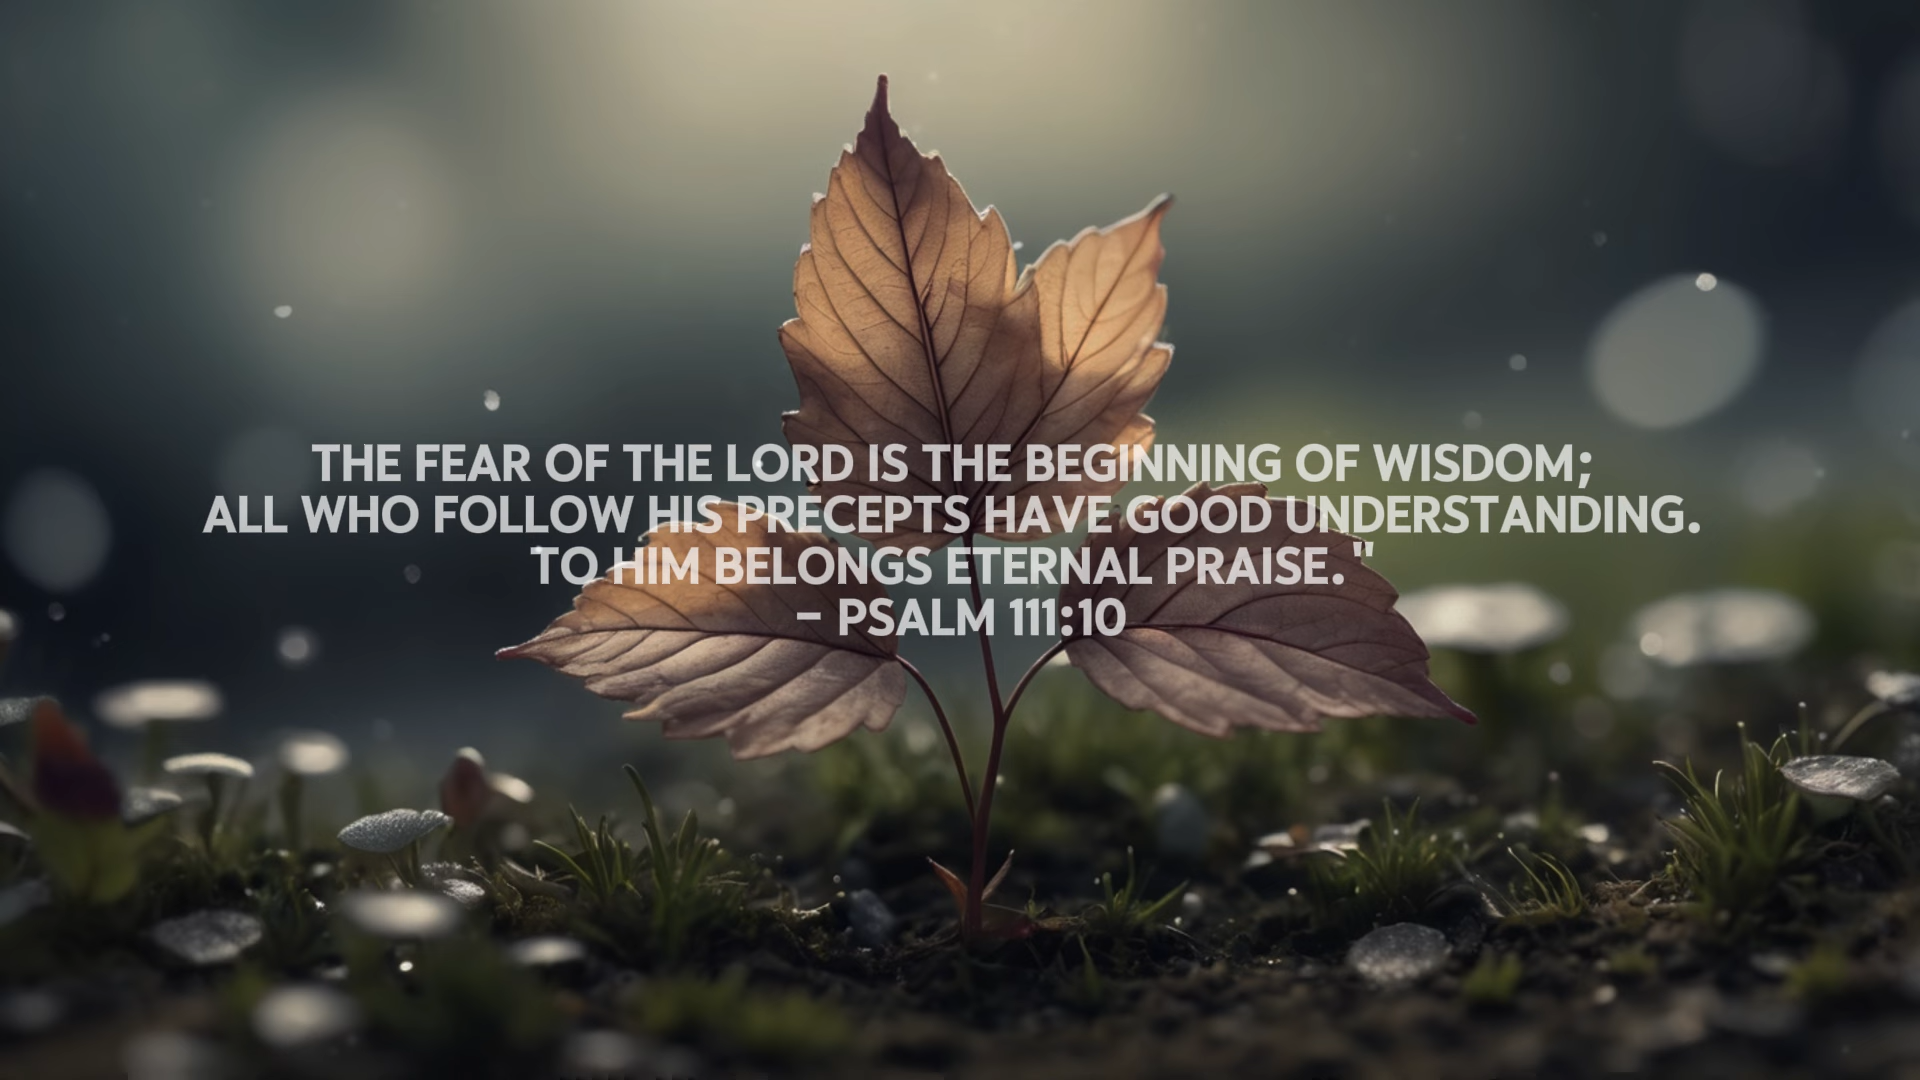 THE FEAR OF THE LORD IS THE BEGINNING OF WISDOM;
ALL WHO FOLLOW HIS PRECEPTS HAVE GOOD UNDERSTANDING.
TO HIM BELONGS ETERNAL PRAISE."
– PSALM 111:10